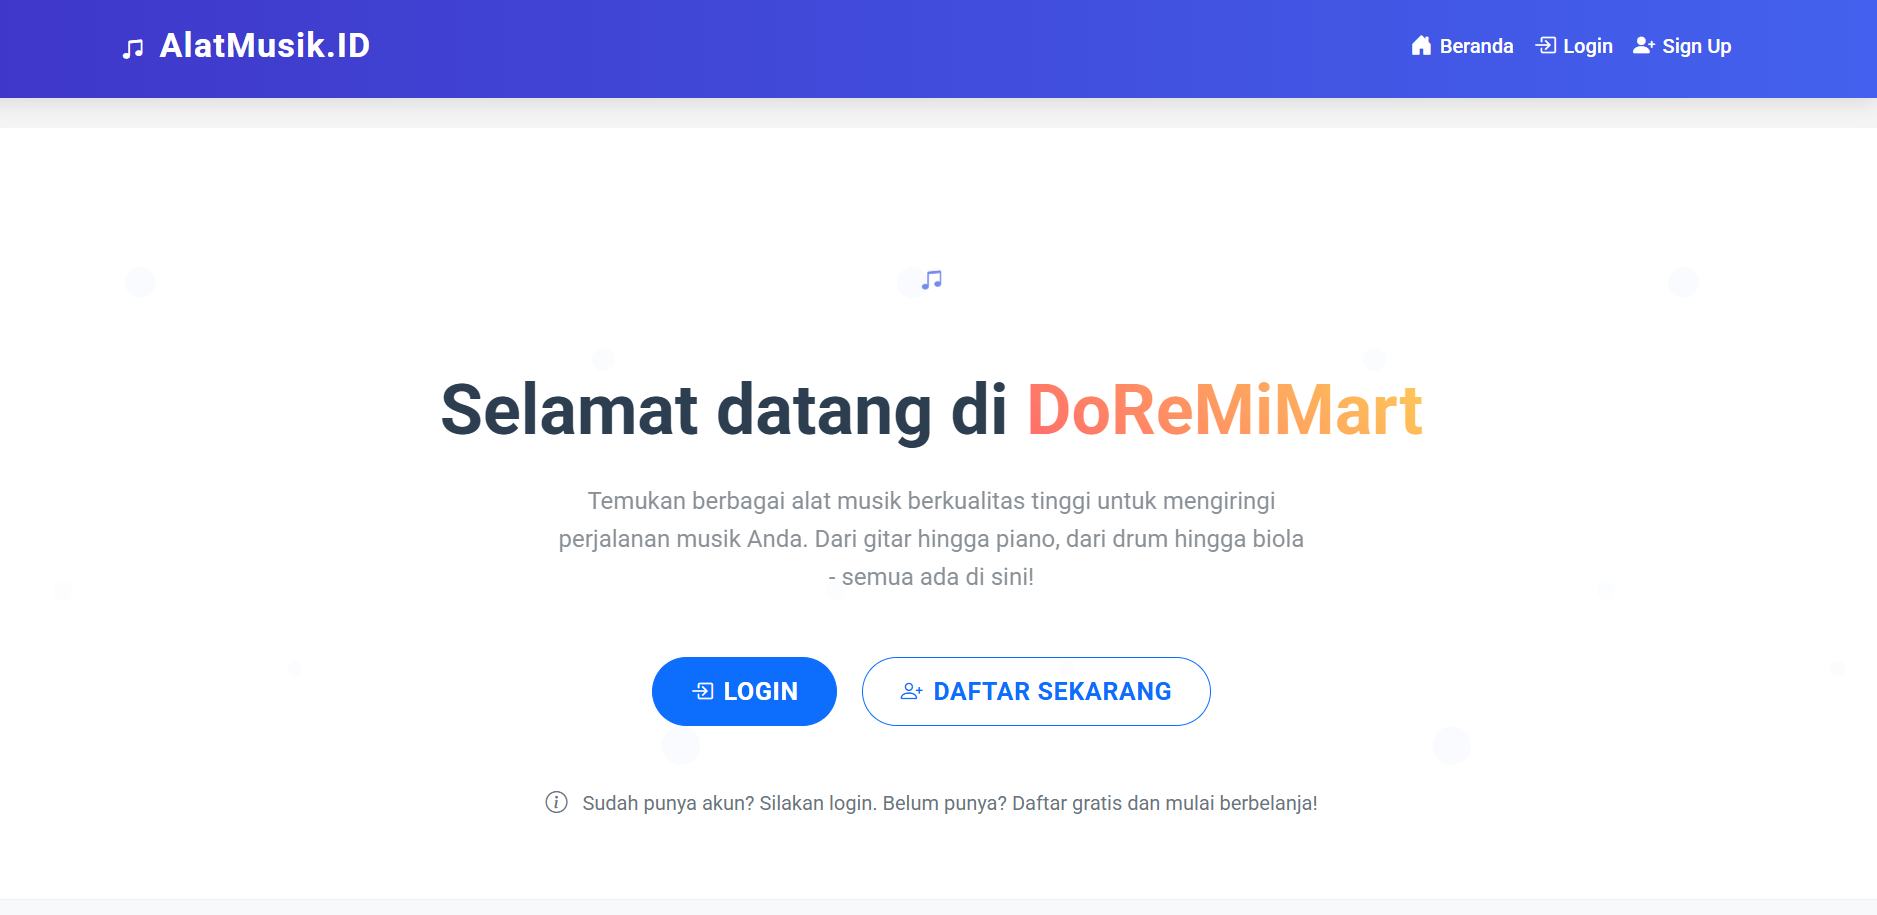 AlatMusik.ID
Beranda
Login
Sign Up
Selamat datang di DoReMiMart
Temukan berbagai alat musik berkualitas tinggi untuk mengiringi
perjalanan musik Anda. Dari gitar hingga piano, dari drum hingga biola
- semua ada di sini!
LOGIN
DAFTAR SEKARANG
Sudah punya akun? Silakan login. Belum punya? Daftar gratis dan mulai berbelanja!